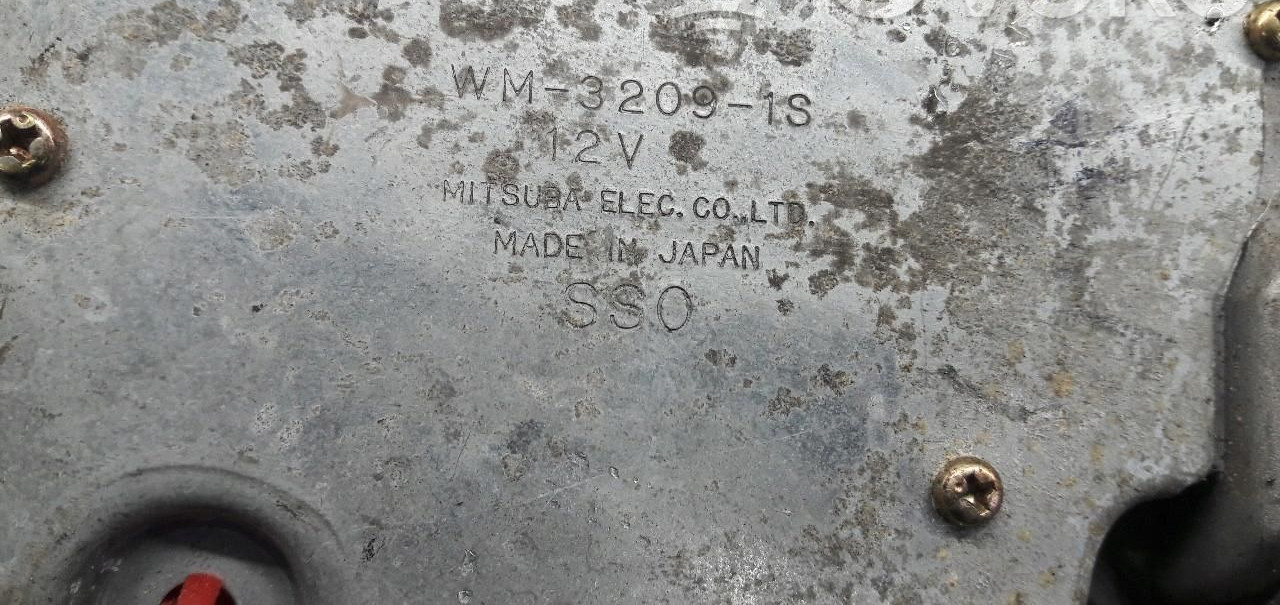 WM-3209-1S
12V
MITSUBA ELEC. CO.,LTD.
MADE IN JAPAN
SSO